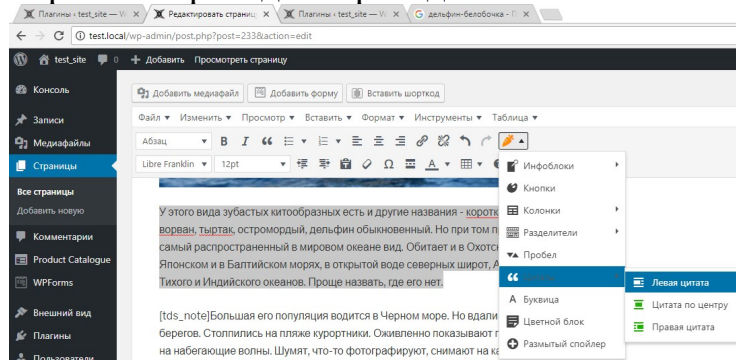 Плагины ‹ test_site — W
Редактировать страниц
Плагины ‹ test_site — W
дельфин-белобочка - П
test.local/wp-admin/post.php?post=233&action=edit
test_site 0 Добавить Просмотреть страницу
Консоль
Записи
Медиафайлы
Страницы
Все страницы
Добавить новую
Комментарии
Product Catalogue
WPForms
Внешний вид
Плагины
Пользователи
Добавить медиафайл Добавить форму Вставить шорткод
Файл Изменить Просмотр Вставить Формат Инструменты Таблица
Абзац B I
Libre Franklin 12pt Ω A
У этого вида зубастых китообразных есть и другие названия -
ворван, тыртак, остромордый, дельфин обыкновенный. Но при том
самый распространенный в мировом океане вид. Обитает и в
Японском и в Балтийском морях, в открытой воде северных широт,
Тихого и Индийского океанов. Проще назвать, где его нет.
[tds_note]Большая его популяция водится в Черном море. Но
берегов. Столпились на пляже курортники. Оживленно показывают
на набегающие волны. Шумят, что-то фотографируют, снимают на
Инфоблоки
Кнопки
Колонки
Разделители
Пробел
А Буквица
Цветной блок
Размытый спойлер
Левая цитата
Цитата по центру
Правая цитата